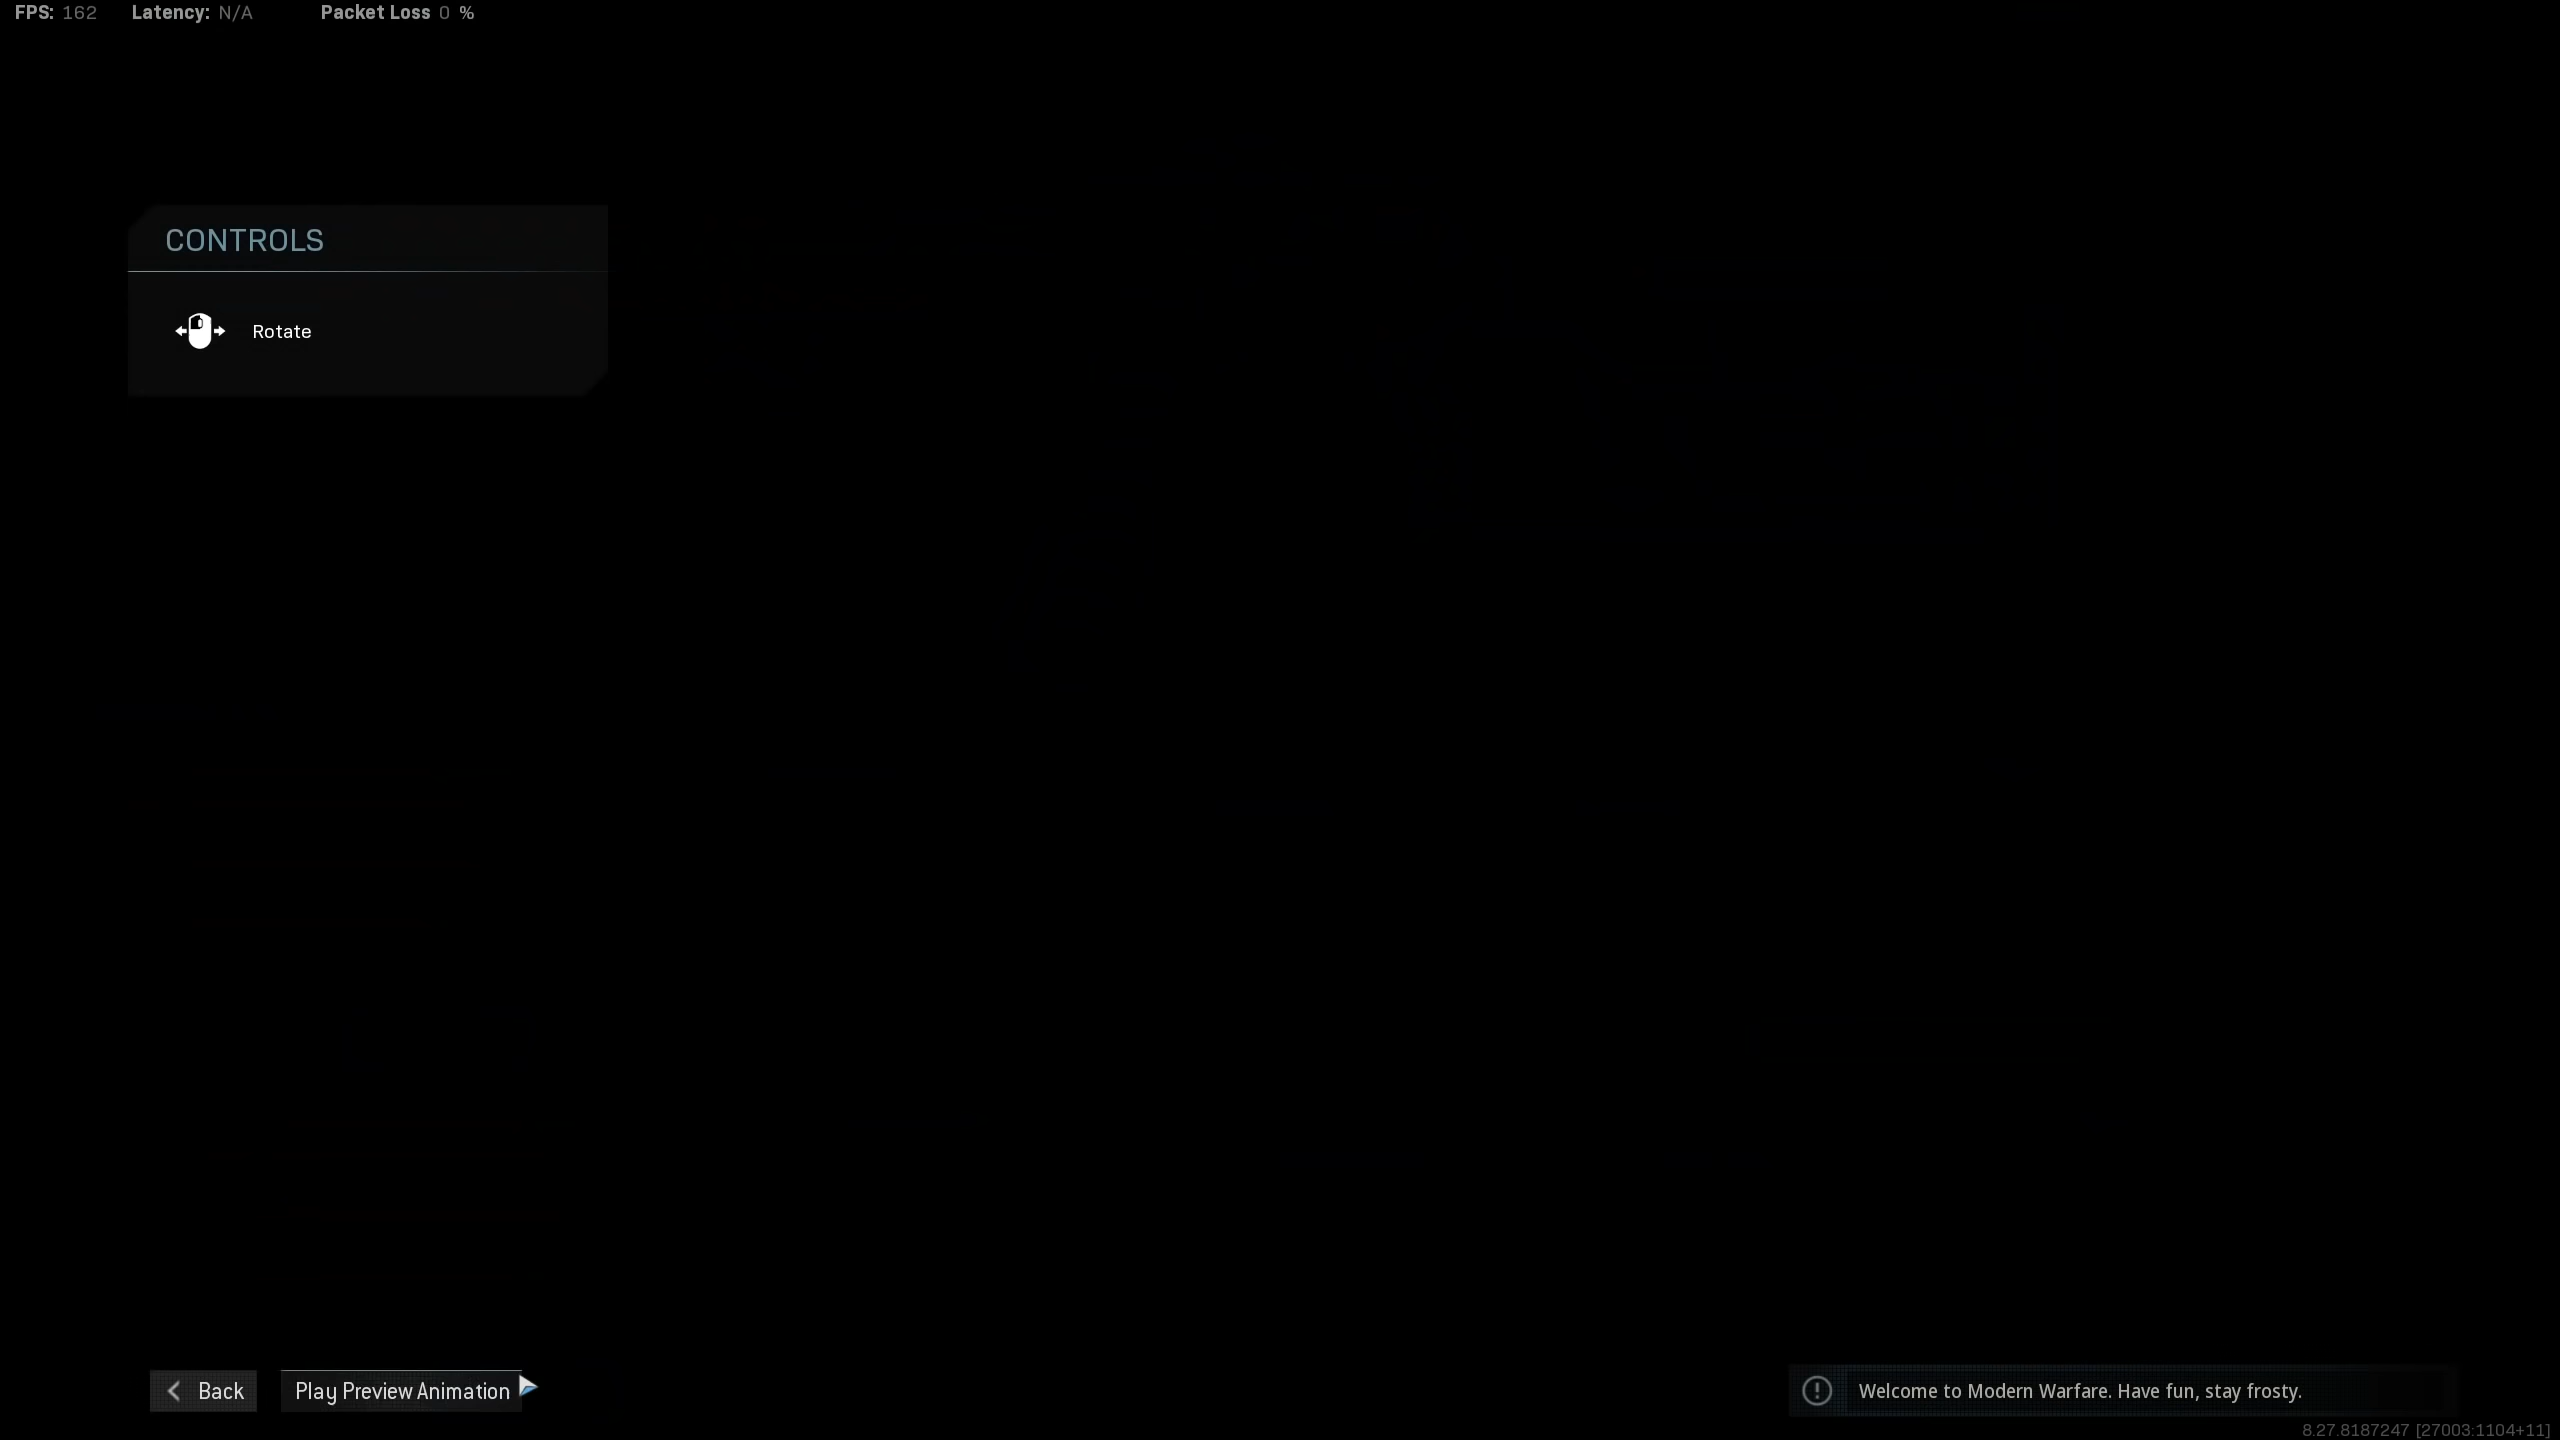 FPS: 162 Latency: N/A Packet Loss 0 %
CONTROLS
Rotate
Back
Play Preview Animation
Welcome to Modern Warfare. Have fun, stay frosty.
8.27.8187247 [27003:1104+11]